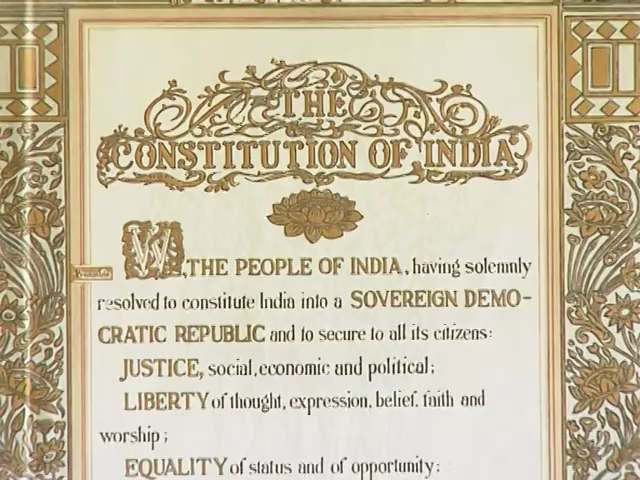 THE
CONSTITUTION OF INDIA
WE, THE PEOPLE OF INDIA, having solemnly
resolved to constitute India into a SOVEREIGN DEMO-
CRATIC REPUBLIC and to secure to all its citizens:
JUSTICE, social, economic and political;
LIBERTY of thought, expression, belief, faith and
worship;
EQUALITY of status and of opportunity;